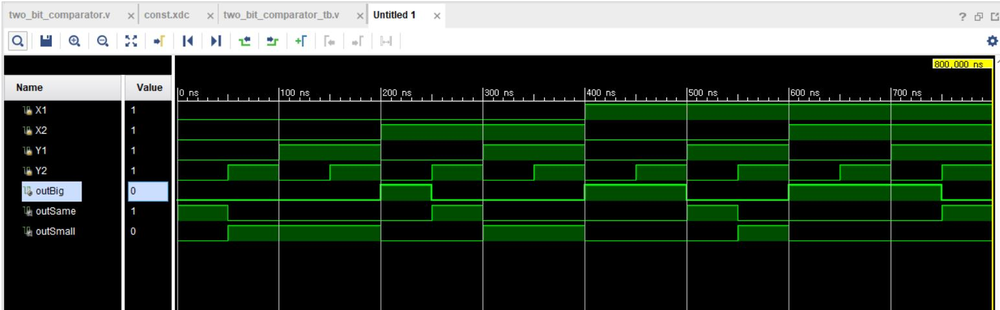 two_bit_comparator.v × const.xdc × two_bit_comparator_tb.v × Untitled 1 × ?
800,000 ns
Name Value 0 ns 100 ns 200 ns 300 ns 400 ns 500 ns 600 ns 700 ns
X1 1
X2 1
Y1 1
Y2 1
outBig 0
outSame 1
outSmall 0